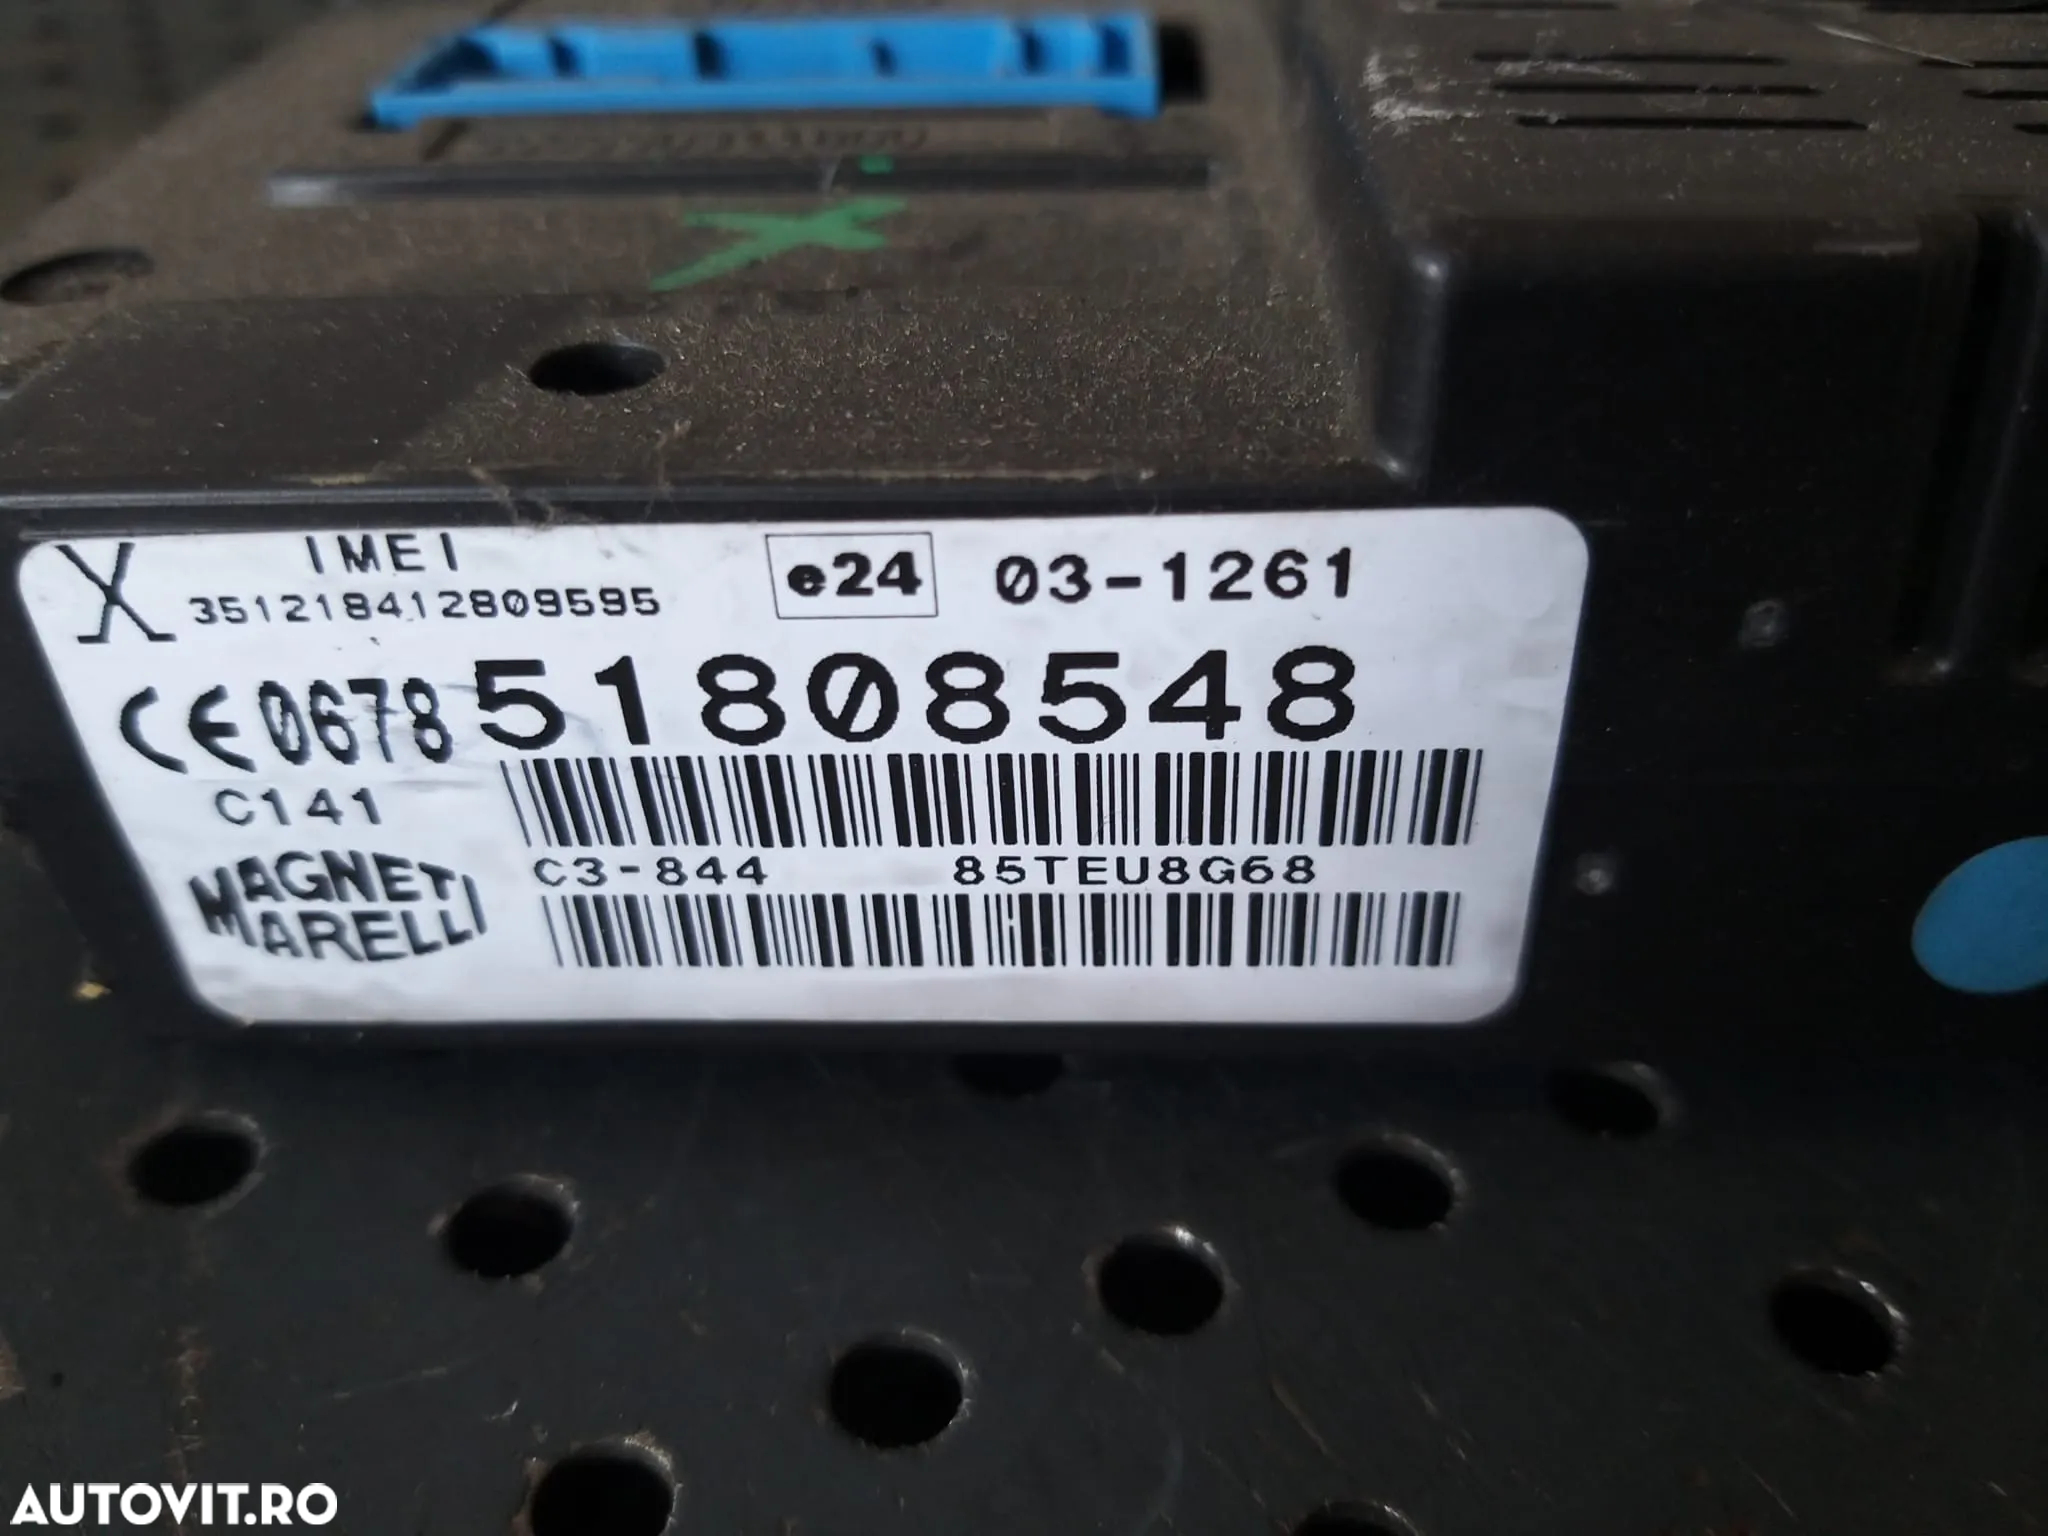 IMEI
351218412809595
e24 03-1261
CE0678 51808548
C141
C3-844 85TEU8G68
MAGNETI
MARELLI
AUTOVIT.RO